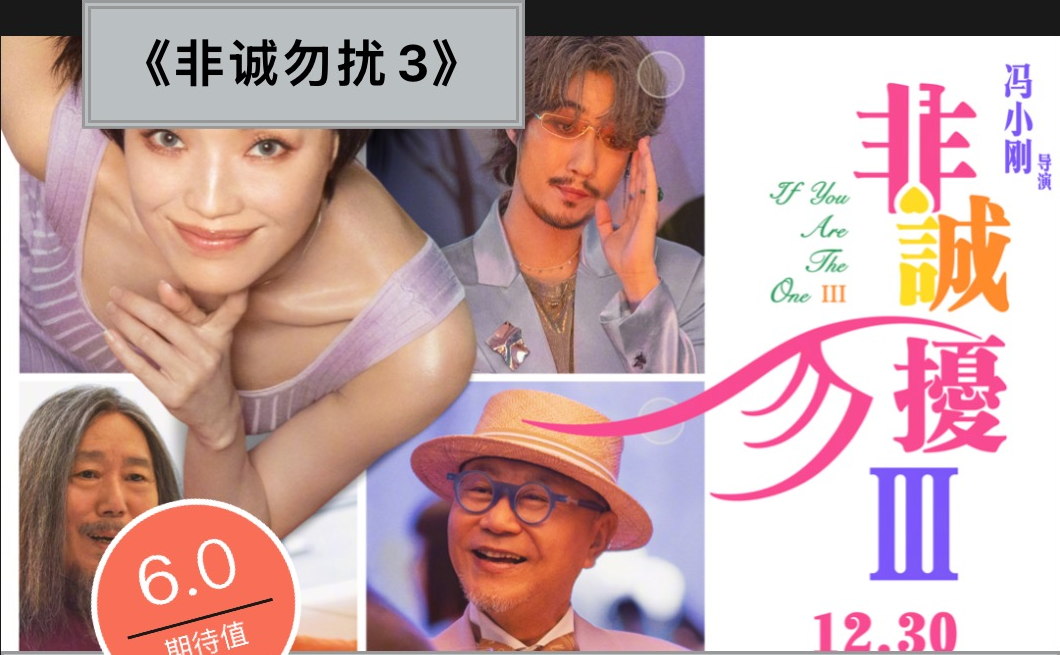 《非诚勿扰 3》
冯小刚
导演
非
誠
勿
擾
III
If You
Are
The
One III
12.30
6.0
期待值